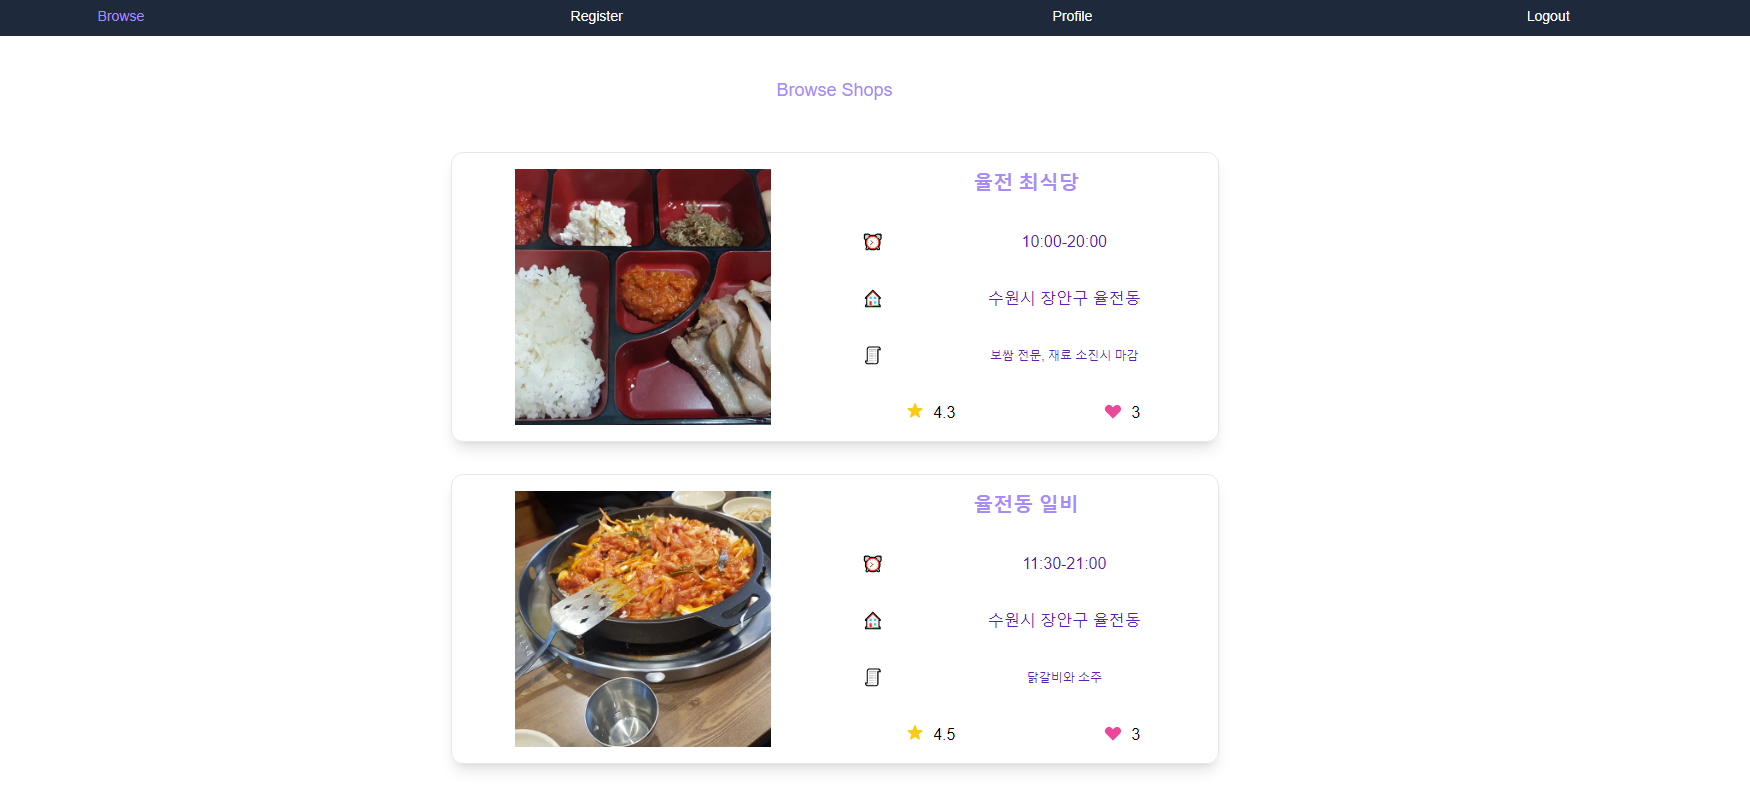 Browse Register Profile Logout
Browse Shops
율전 최식당
10:00-20:00
수원시 장안구 율전동
보쌈 전문, 재료 소진시 마감
4.3 3
율전동 일비
11:30-21:00
수원시 장안구 율전동
닭갈비와 소주
4.5 3